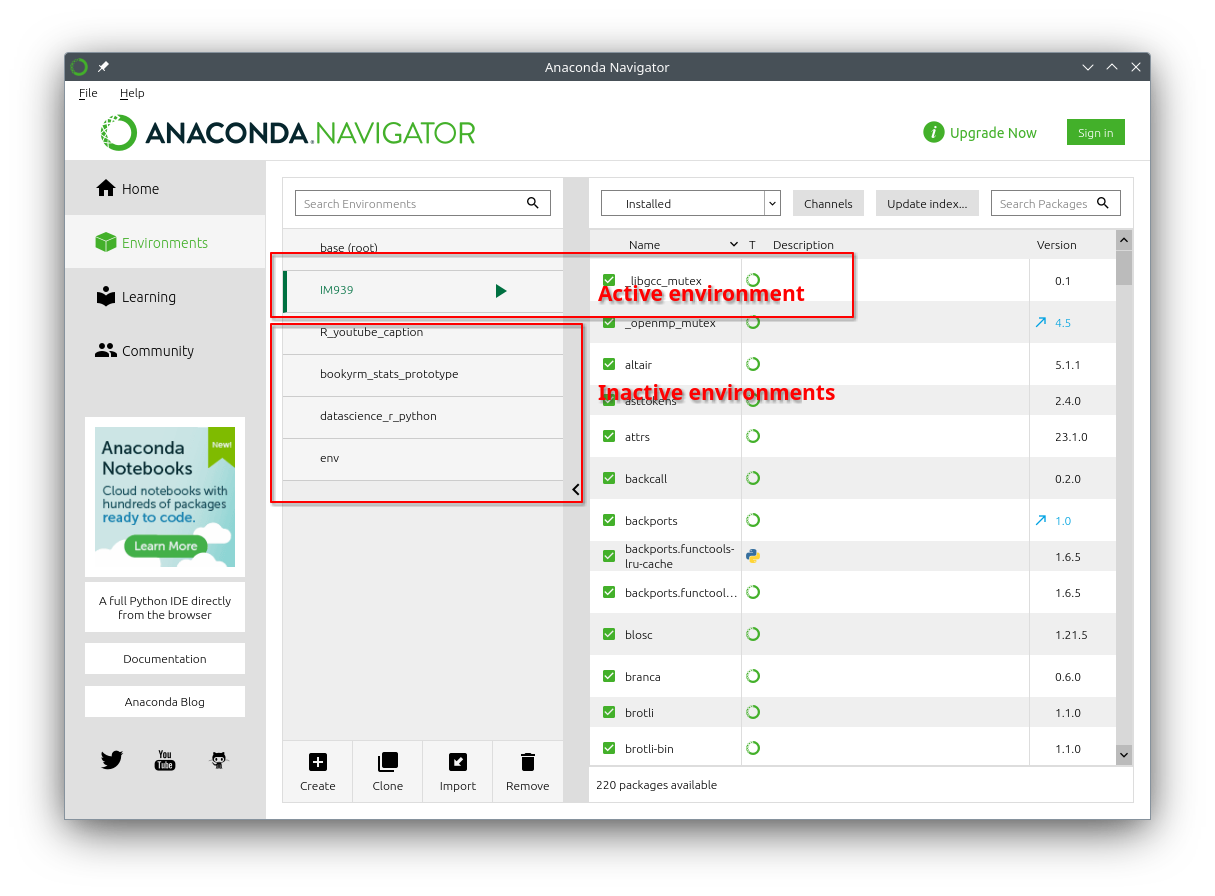 Anaconda Navigator
File Help
ANACONDA.NAVIGATOR
i Upgrade Now
Sign in
Home
Environments
Learning
Community
New!
Anaconda
Notebooks
Cloud notebooks with
hundreds of packages
ready to code.
Learn More
A full Python IDE directly
from the browser
Documentation
Anaconda Blog
You
Tube
Search Environments
base (root)
IM939
R_youtube_caption
bookyrm_stats_prototype
datascience_r_python
env
Create
Clone
Import
Remove
Active environment
Inactive environments
Installed
Channels
Update index...
Search Packages
Name T Description Version
_libgcc_mutex 0.1
_openmp_mutex 4.5
altair 5.1.1
asttokens 2.4.0
attrs 23.1.0
backcall 0.2.0
backports 1.0
backports.functools-
lru-cache 1.6.5
backports.functool... 1.6.5
blosc 1.21.5
branca 0.6.0
brotli 1.1.0
brotli-bin 1.1.0
220 packages available